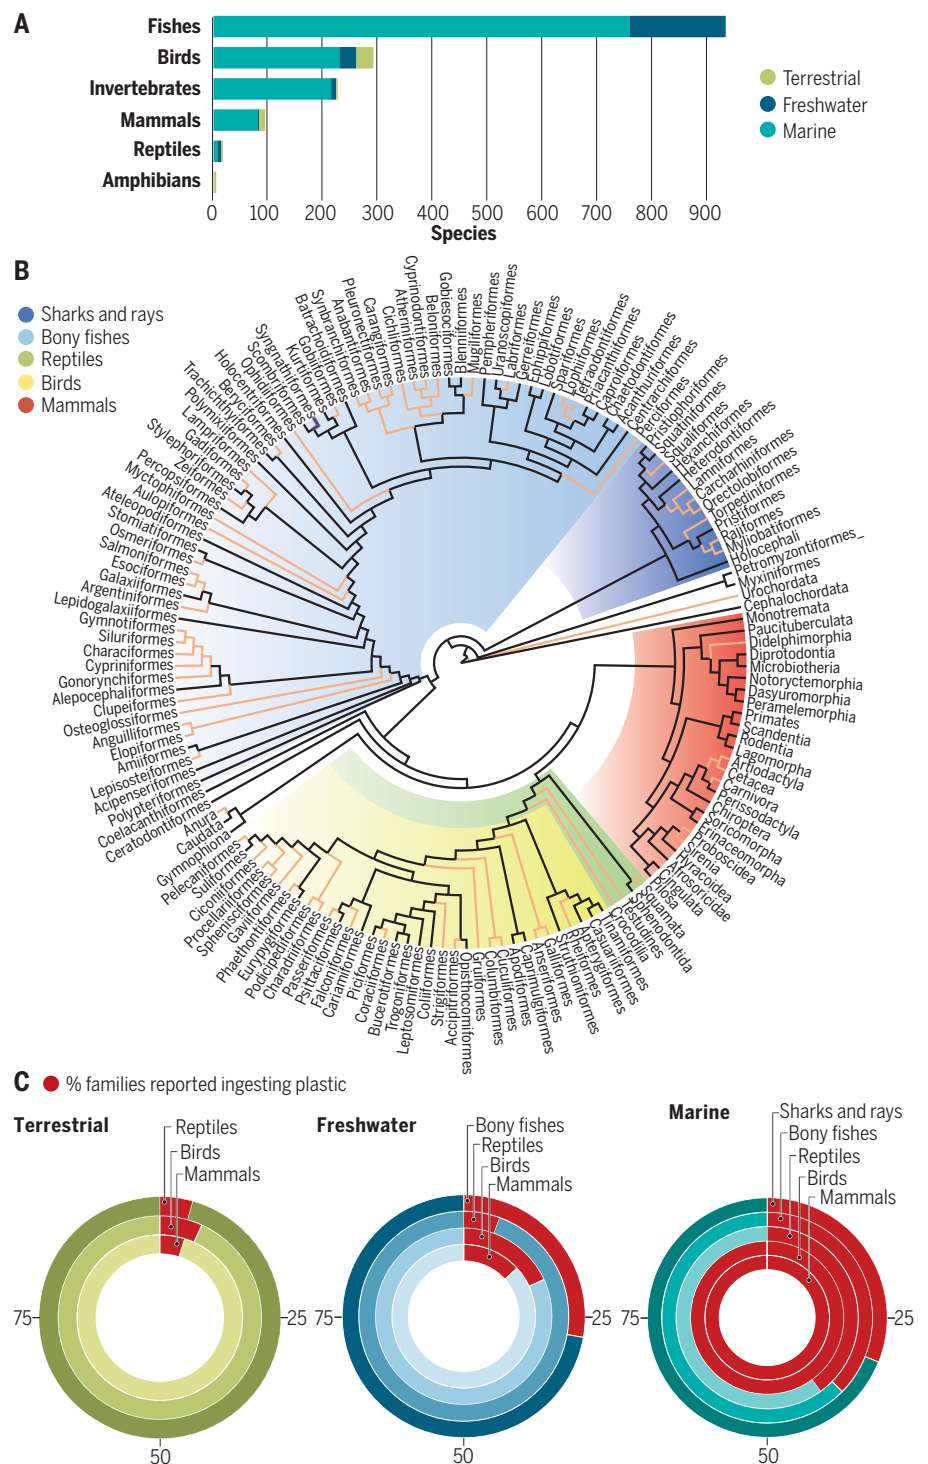 A
Fishes
Birds
Invertebrates
Mammals
Reptiles
Amphibians
0 100 200 300 400 500 600 700 800 900
Species
Terrestrial
Freshwater
Marine
B
Sharks and rays
Bony fishes
Reptiles
Birds
Mammals
Ceratodontiformes
Coelacanthiformes
Polypteriformes
Acipenseriformes
Lepisosteiformes
Amiiformes
Elopiformes
Anguilliformes
Osteoglossiformes
Clupeiformes
Alepocephaliformes
Gonorynchiformes
Cypriniformes
Characiformes
Siluriformes
Gymnotiformes
Lepidogalaxiiformes
Argentiniformes
Galaxiiformes
Esociformes
Salmoniformes
Osmeriformes
Stomiatiformes
Ateleopodiformes
Aulopiformes
Myctophiformes
Percopsiformes
Zeiformes
Stylephoriformes
Gadiformes
Lampriformes
Polymixiiformes
Trachichthyiformes
Beryciformes
Holocentriformes
Ophidiiformes
Scombriformes
Syngnathiformes
Kurtiformes
Gobiiformes
Batrachoidiformes
Synbranchiformes
Anabantiformes
Pleuronectiformes
Carangiformes
Cichliformes
Atheriniformes
Cyprinodontiformes
Beloniformes
Gobiesociformes
Blenniiformes
Mugiliformes
Pempheriformes
Uranoscopiformes
Labriformes
Gerreiformes
Ephippiformes
Lobotiformes
Spariformes
Lophiiformes
Tetraodontiformes
Priacanthiformes
Caproiformes
Chaetodontiformes
Acanthuriformes
Centrarchiformes
Perciformes
Pristiophoriformes
Squatiniformes
Squaliformes
Hexanchiformes
Heterodontiformes
Lamniformes
Carcharhiniformes
Orectolobiformes
Torpediniformes
Pristiformes
Rajiformes
Myliobatiformes
Holocephali
Petromyzontiformes_
Myxiniformes
Urochordata
Cephalochordata
Monotremata
Paucituberculata
Didelphimorphia
Diprotodontia
Microbiotheria
Notoryctemorphia
Dasyuromorphia
Peramelemorphia
Primates
Scandentia
Rodentia
Lagomorpha
Artiodactyla
Cetacea
Carnivora
Perissodactyla
Chiroptera
Soricomorpha
Erinaceomorpha
Proboscidea
Sirenia
Hyracoidea
Afrosoricidae
Cingulata
Pilosa
Squamata
Sphenodontida
Testudines
Crocodilia
Tinamiformes
Casuariiformes
Apterygiformes
Rheiformes
Struthioniformes
Galliformes
Anseriformes
Caprimulgiformes
Apodiformes
Cuculiformes
Columbiformes
Gruiformes
Opisthocomiformes
Accipitriformes
Strigiformes
Coliiformes
Leptosomiformes
Trogoniformes
Bucerotiformes
Coraciiformes
Piciformes
Cariamiformes
Falconiformes
Psittaciformes
Passeriformes
Charadriiformes
Podicipediformes
Eurypygiformes
Phaethontiformes
Gaviiformes
Sphenisciformes
Procellariiformes
Ciconiiformes
Suliformes
Pelecaniformes
Gymnophiona
Caudata
Anura
C
% families reported ingesting plastic
Terrestrial
Reptiles
Birds
Mammals
75
25
50
Freshwater
Bony fishes
Reptiles
Birds
Mammals
75
25
50
Marine
Sharks and rays
Bony fishes
Reptiles
Birds
Mammals
75
25
50